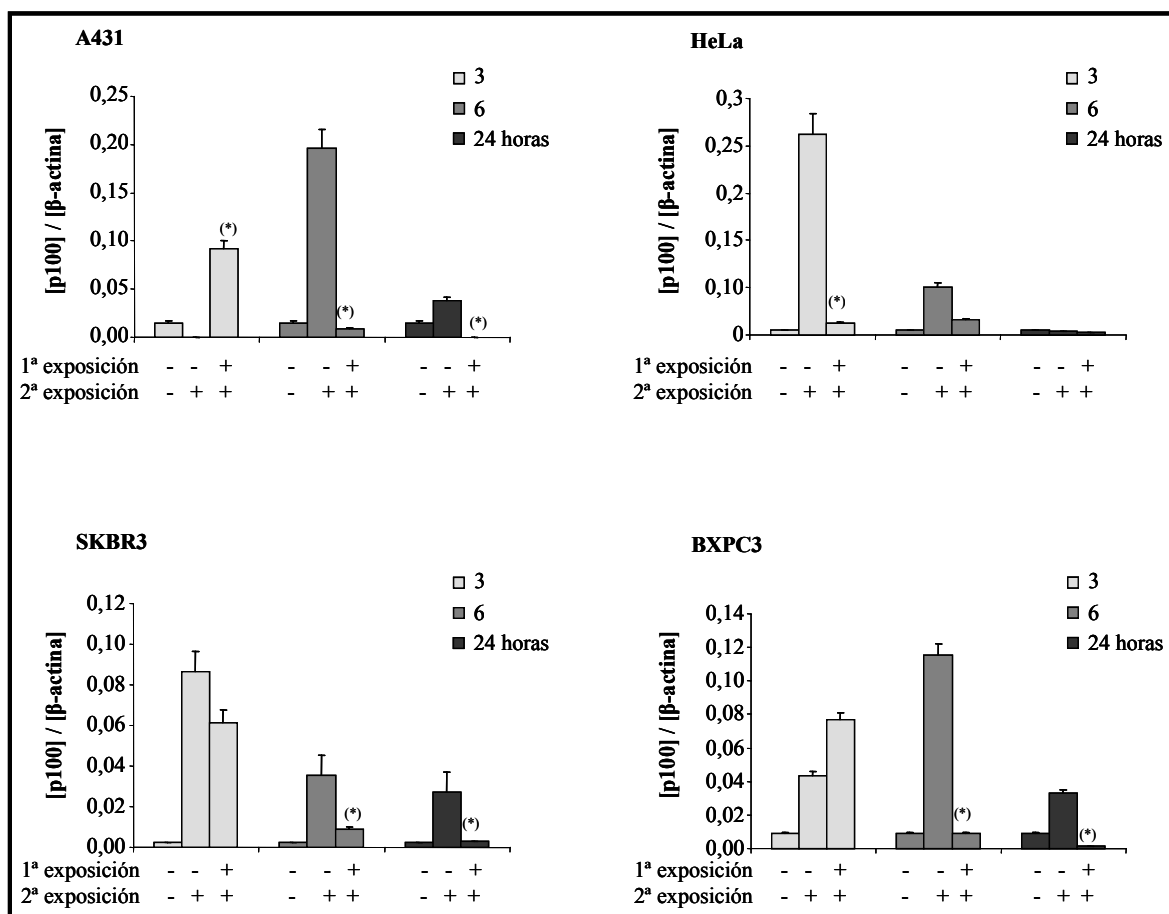 A431
3
6
24 horas
[p100] / [β-actina]
0,25
0,20
0,15
0,10
0,05
0,00
(*)
(*)
(*)
1ª exposición - - + - + - +
2ª exposición - + + - + + - + +
HeLa
3
6
24 horas
[p100] / [β-actina]
0,3
0,25
0,2
0,25
0,10
0
(*)
1ª exposición - - + - + - +
2ª exposición - + + - + + - + +
SKBR3
3
6
24 horas
[p100] / [β-actina]
0,12
0,10
0,08
0,06
0,04
0,02
0,00
(*)
(*)
1ª exposición - - + - + - +
2ª exposición - + + - + + - + +
BXPC3
3
6
24 horas
[p100] / [β-actina]
0,14
0,12
0,10
0,08
0,06
0,04
0,02
0,00
(*)
(*)
1ª exposición - - + - + - +
2ª exposición - + + - + + - + +